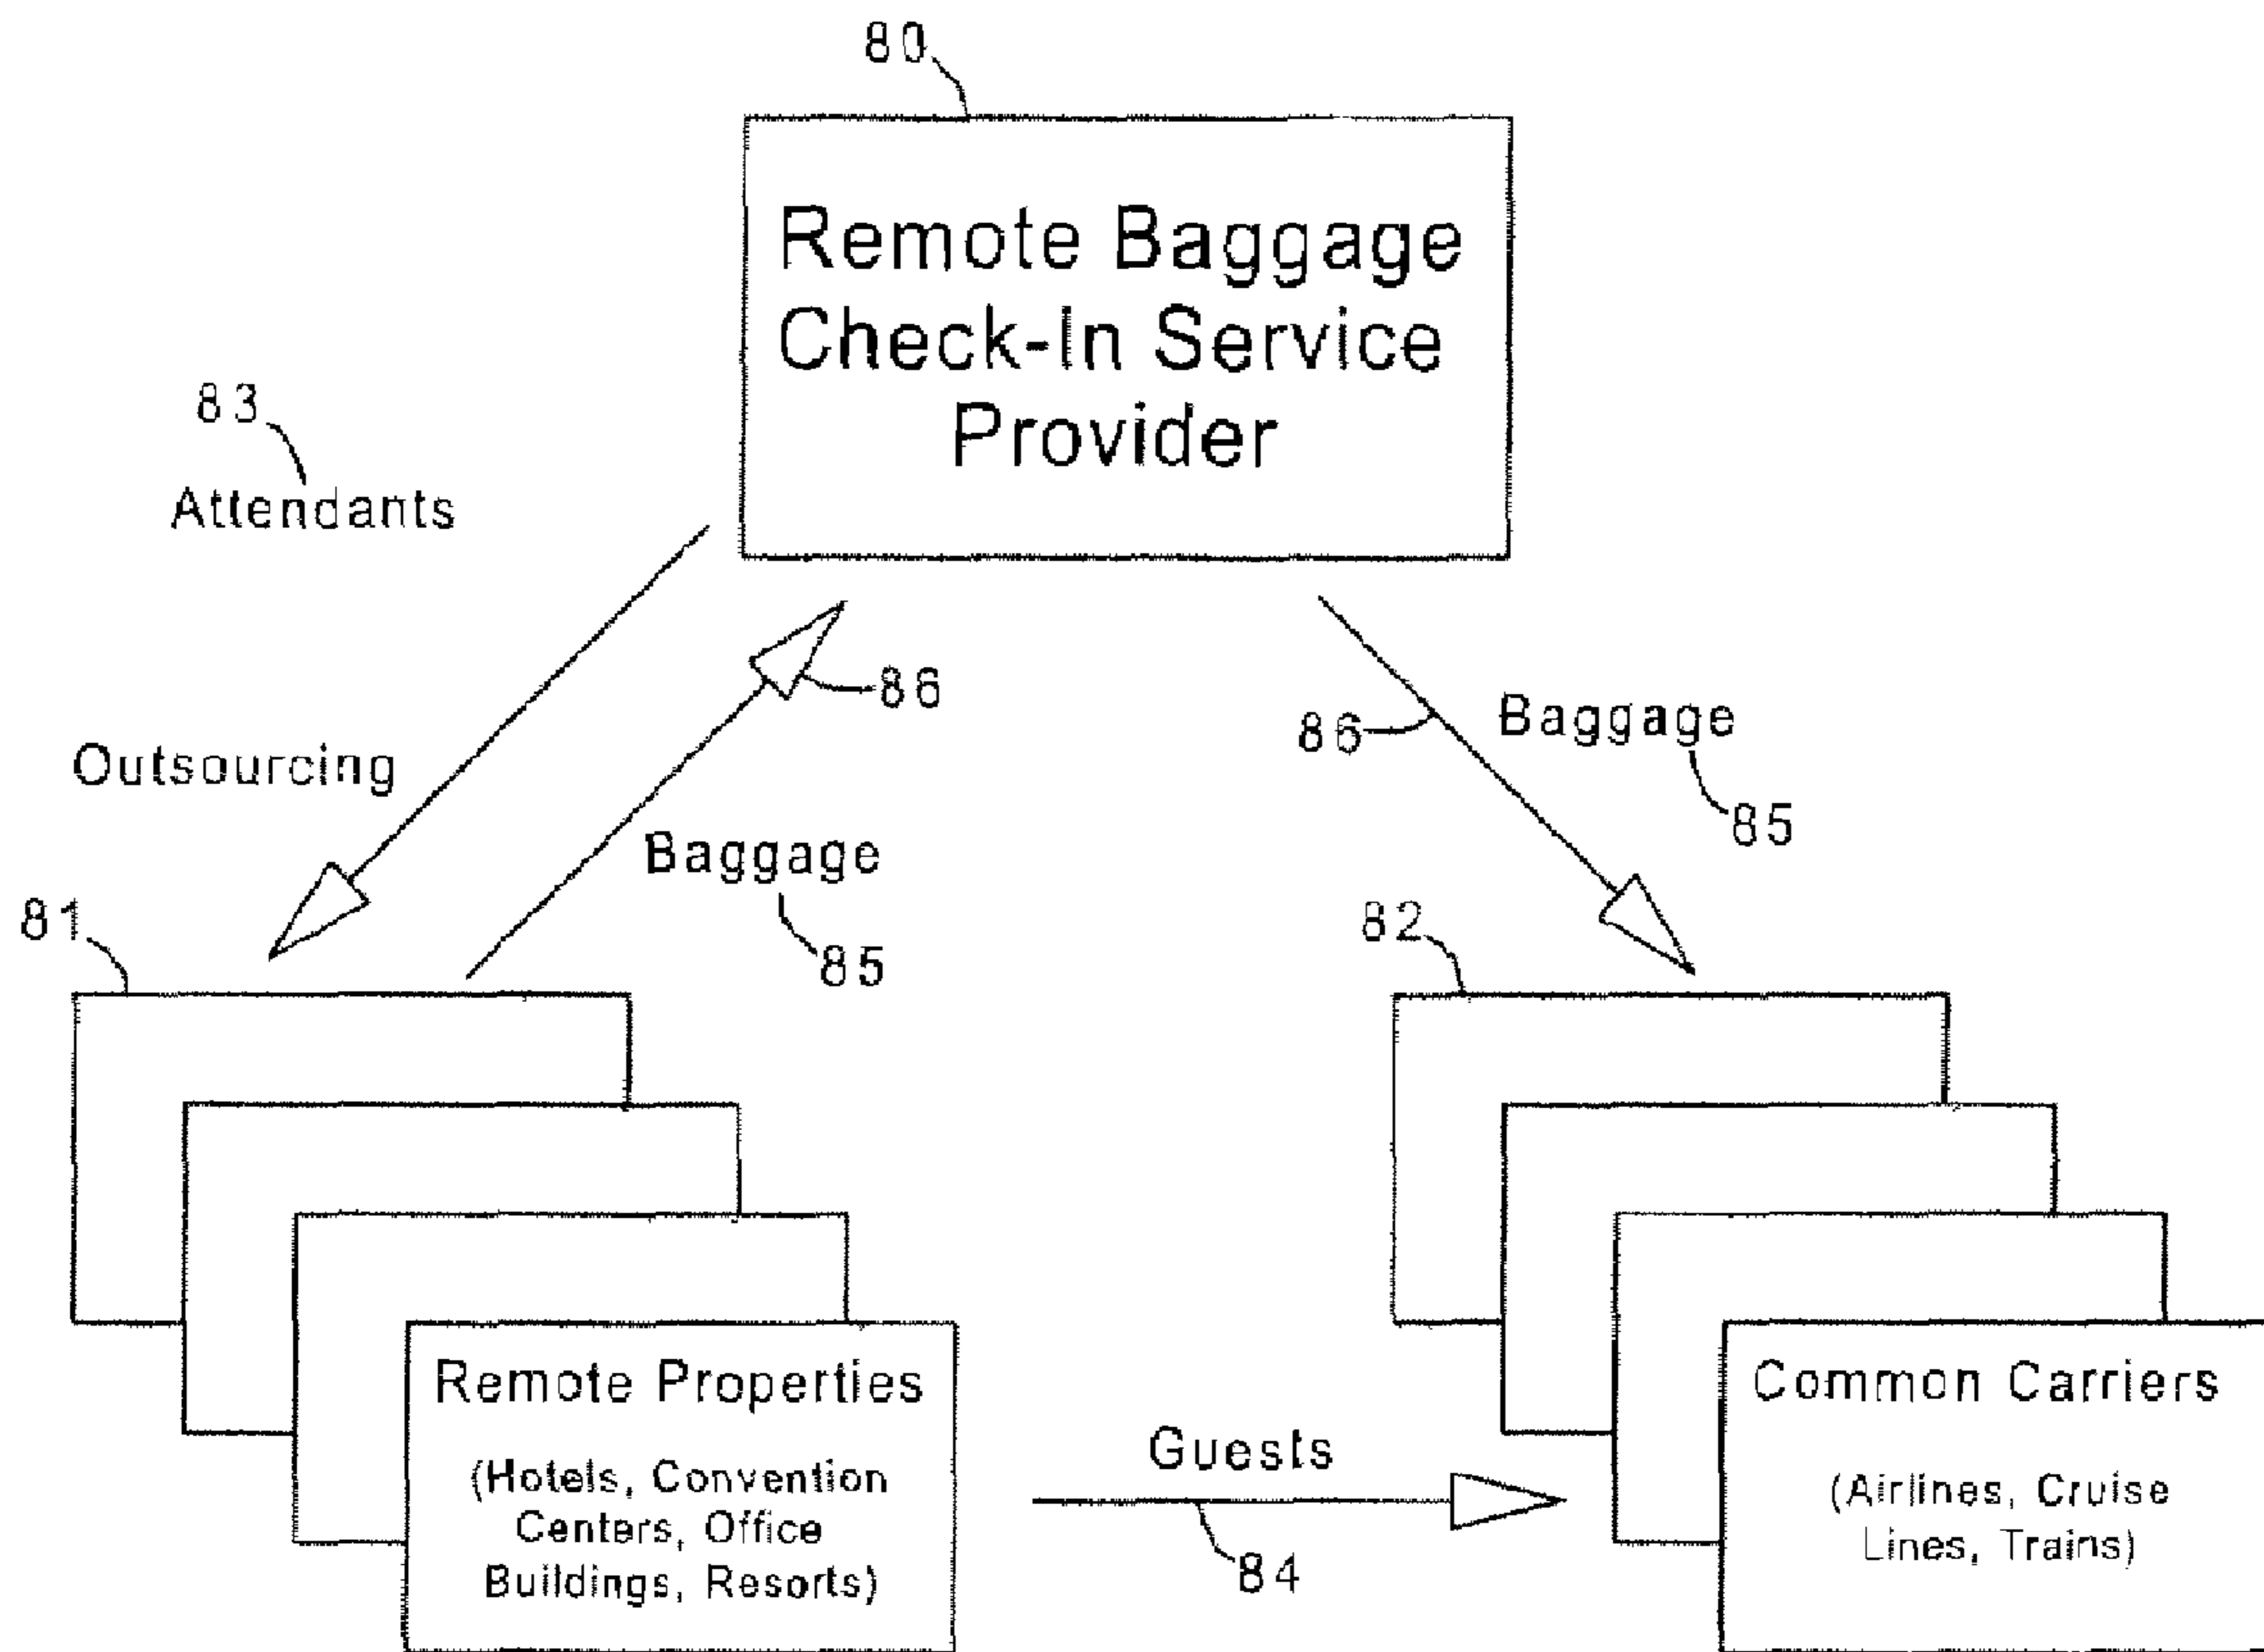 80
Remote Baggage
Check-In Service
Provider
83
Attendants
86
86
Baggage
85
Outsourcing
Baggage
85
81
82
Remote Properties
(Hotels, Convention
Centers, Office
Buildings, Resorts)
Guests
84
Common Carriers
(Airlines, Cruise
Lines, Trains)